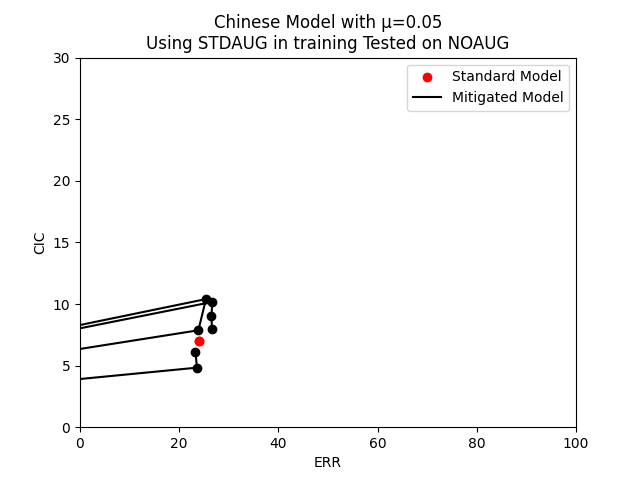 Chinese Model with μ=0.05
Using STDAUG in training Tested on NOAUG
Standard Model
Mitigated Model
30
25
20
15
10
5
0
CIC
0 20 40 60 80 100
ERR